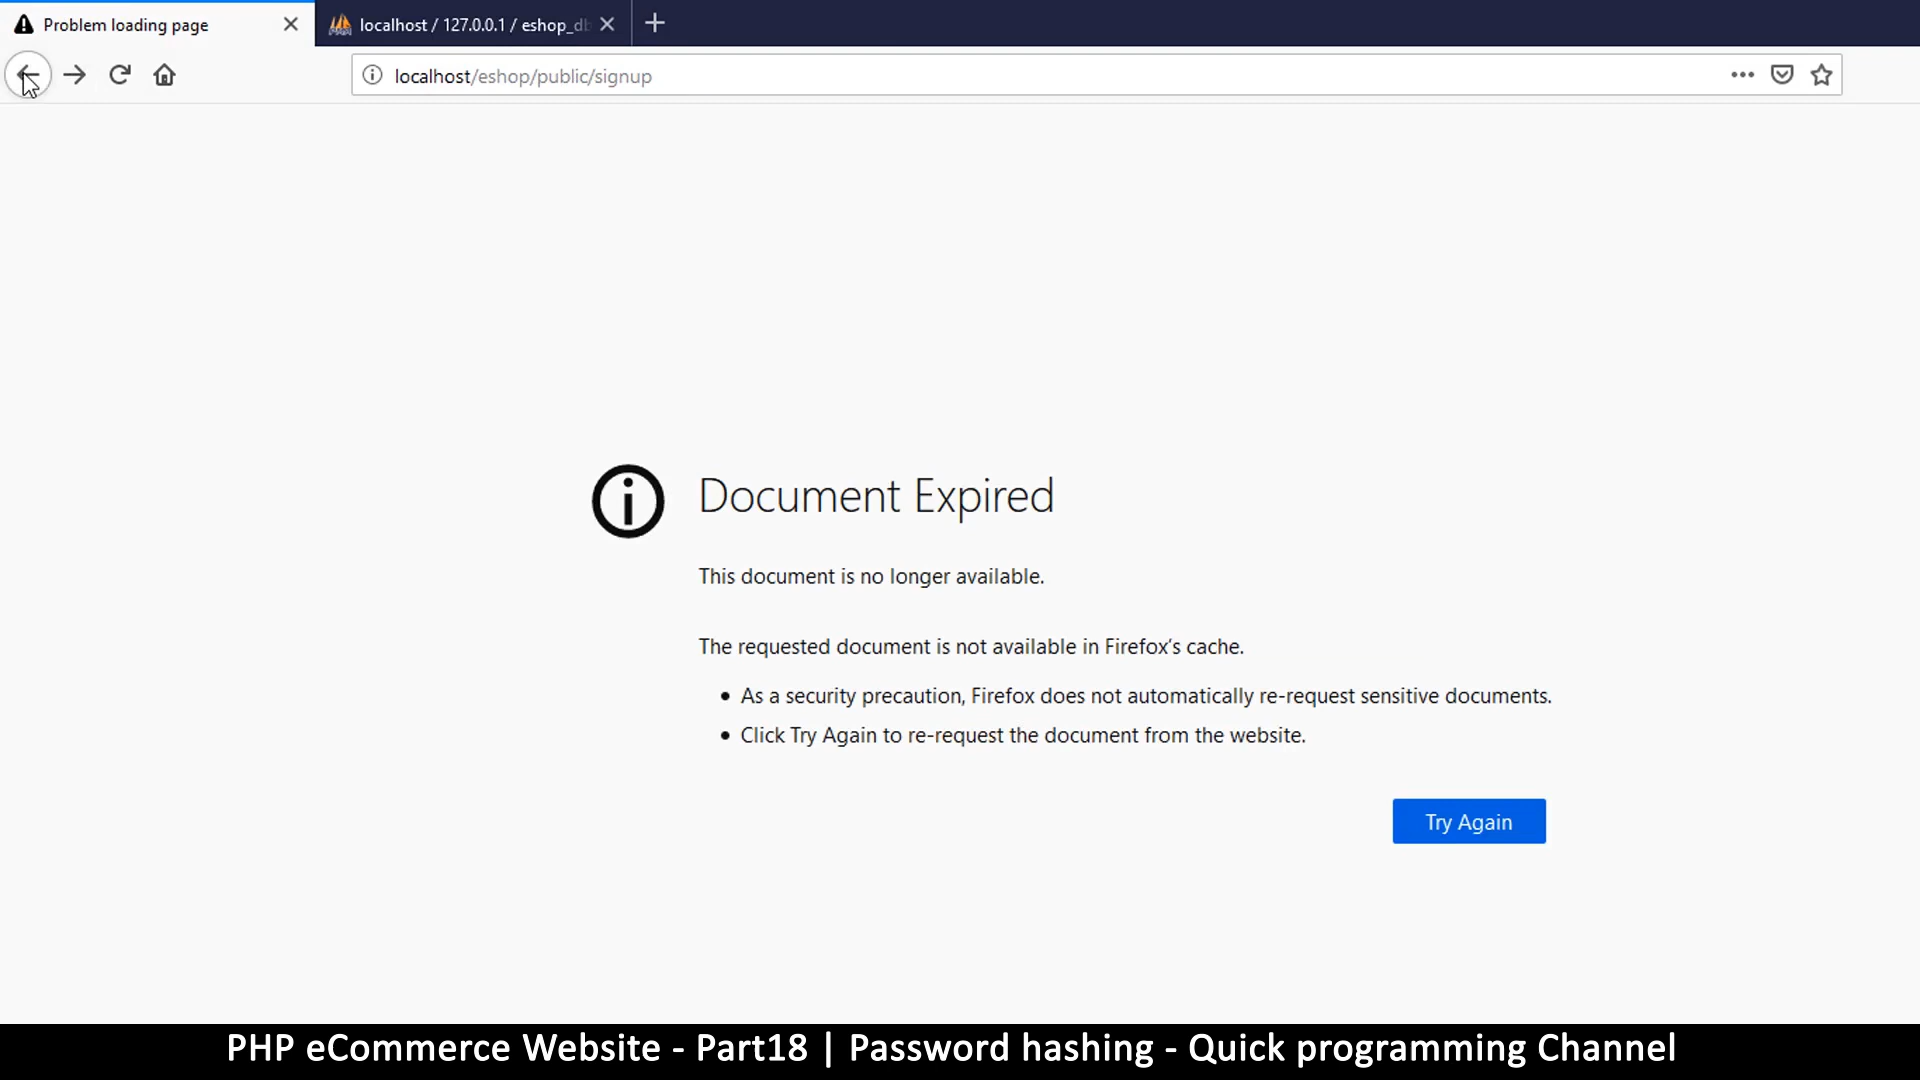 Problem loading page
localhost / 127.0.0.1 / eshop_db
localhost/eshop/public/signup
Document Expired
This document is no longer available.
The requested document is not available in Firefox's cache.
As a security precaution, Firefox does not automatically re-request sensitive documents.
Click Try Again to re-request the document from the website.
Try Again
PHP eCommerce Website - Part18 | Password hashing - Quick programming Channel